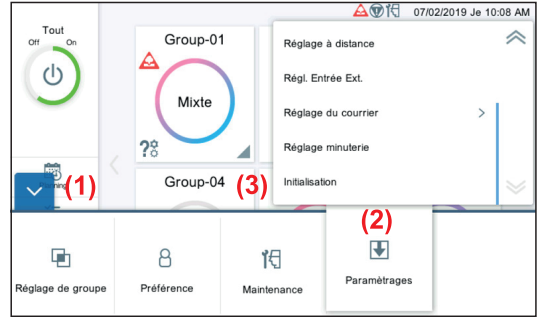 07/02/2019 Je 10:08 AM
Tout
Off On
Group-01
Mixte
Réglage à distance
Régl. Entrée Ext.
Réglage du courrier
Réglage minuterie
Initialisation
(1)
Group-04
(3)
(2)
Réglage de groupe
Préférence
Maintenance
Paramètrages